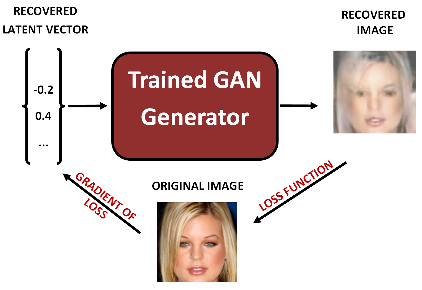 RECOVERED
LATENT VECTOR
-0.2
0.4
...
Trained GAN
Generator
RECOVERED
IMAGE
GRADIENT OF
LOSS
ORIGINAL IMAGE
LOSS FUNCTION